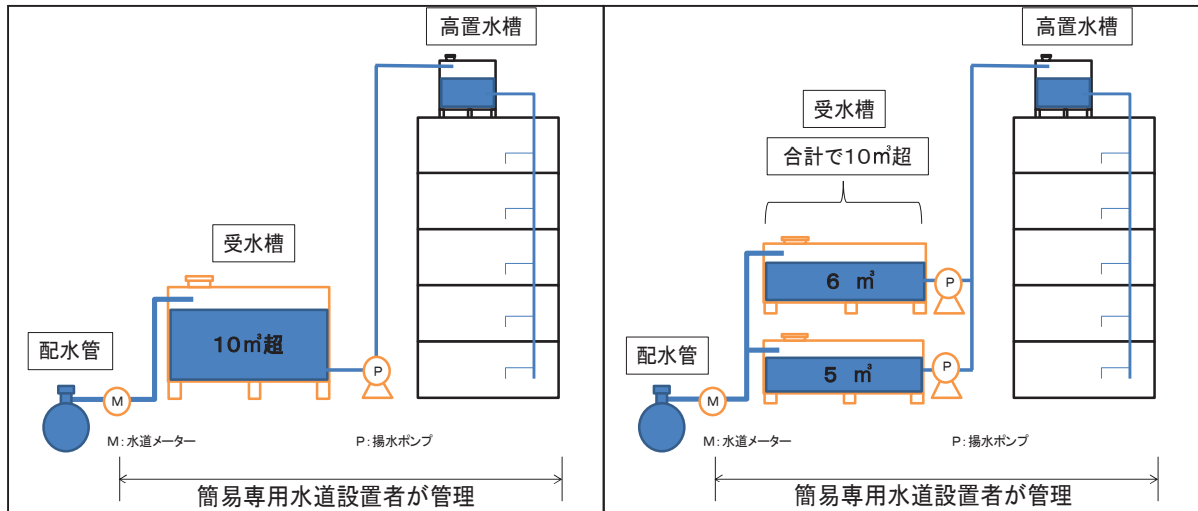 高置水槽
受水槽
10㎥超
配水管
P
M
M:水道メーター
P:揚水ポンプ
簡易専用水道設置者が管理
高置水槽
受水槽
合計で10㎥超
6 ㎥
P
配水管
5 ㎥
P
M
M:水道メーター
P:揚水ポンプ
簡易専用水道設置者が管理